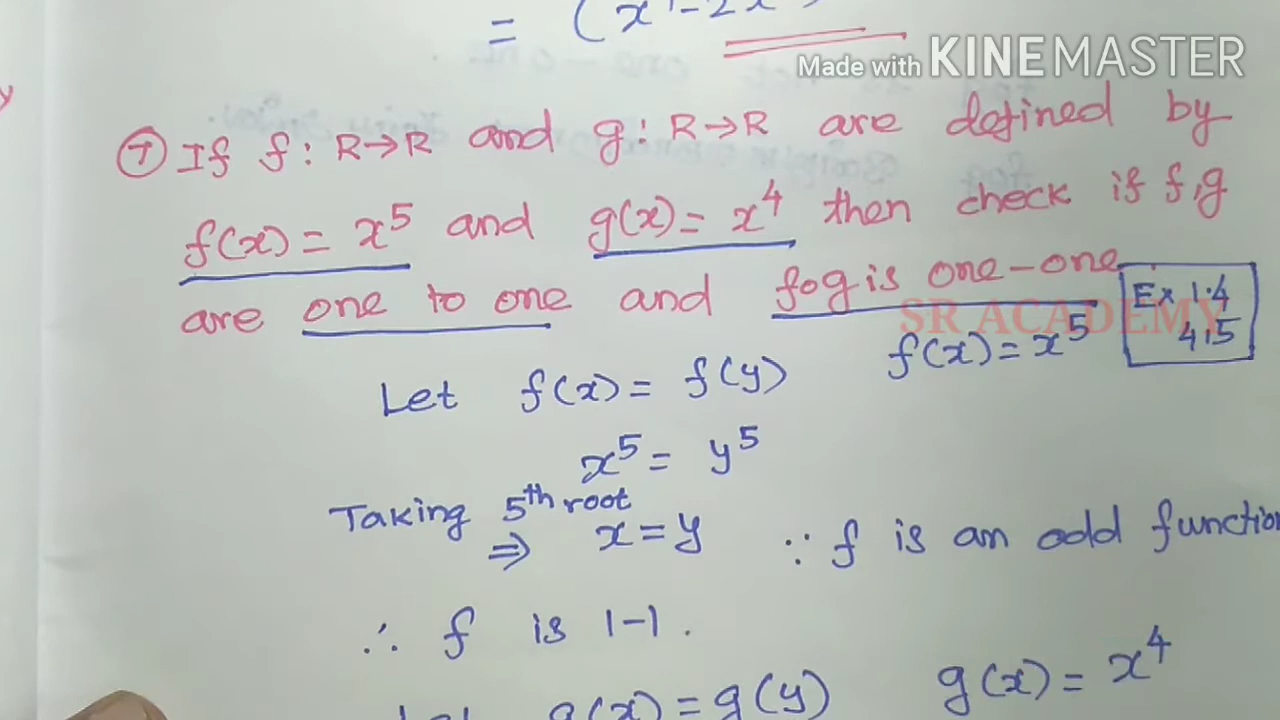 = (x
Made with KINEMASTER
⑦ If f : R→R and g : R→R are defined by
f(x) = x⁵ and g(x) = x⁴ then check if f,g
are one to one and fog is one-one.
Ex 1.4
4,5
SR ACADEMY
Let f(x) = f(y) f(x) = x⁵
x⁵ = y⁵
Taking 5th root
⇒ x = y ∵ f is an odd function
∴ f is 1-1.
Let g(x) = g(y) g(x) = x⁴